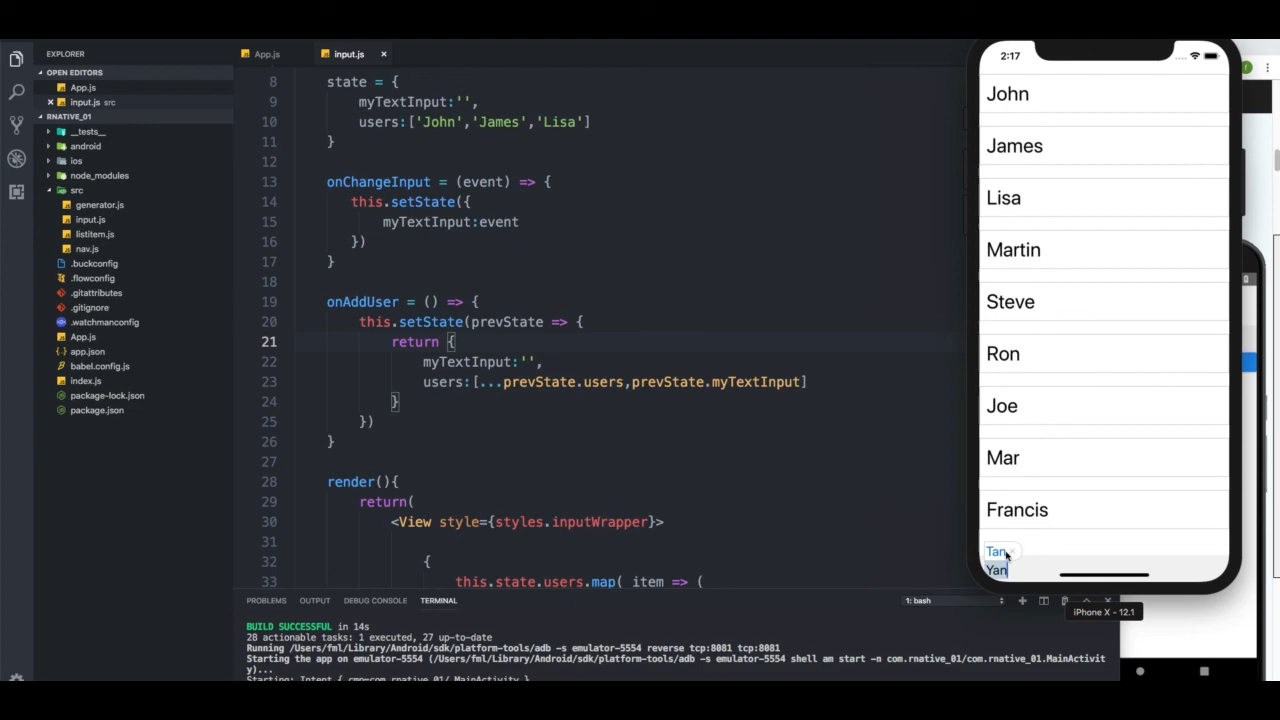 EXPLORER
OPEN EDITORS
App.js
input.js src
RNATIVE_01
__tests__
android
ios
node_modules
src
generator.js
input.js
listitem.js
nav.js
.buckconfig
.flowconfig
.gitattributes
.gitignore
.watchmanconfig
App.js
app.json
babel.config.js
index.js
package-lock.json
package.json
App.js
input.js
8 state = {
9 myTextInput:'',
10 users:['John','James','Lisa']
11 }
12
13 onChangeInput = (event) => {
14 this.setState({
15 myTextInput:event
16 })
17 }
18
19 onAddUser = () => {
20 this.setState(prevState => {
21 return {
22 myTextInput:'',
23 users:[...prevState.users,prevState.myTextInput]
24 }
25 })
26 }
27
28 render(){
29 return(
30 <View style={styles.inputWrapper}>
31
32 {
33 this.state.users.map( item => (
PROBLEMS OUTPUT DEBUG CONSOLE TERMINAL
1: bash
BUILD SUCCESSFUL in 14s
28 actionable tasks: 1 executed, 27 up-to-date
Running /Users/fml/Library/Android/sdk/platform-tools/adb -s emulator-5554 reverse tcp:8081 tcp:8081
Starting the app on emulator-5554 (/Users/fml/Library/Android/sdk/platform-tools/adb -s emulator-5554 shell am start -n com.rnative_01/com.rnative_01.MainActivit
y)...
Starting: Intent { cmp=com.rnative_01/.MainActivity }
2:17
John
James
Lisa
Martin
Steve
Ron
Joe
Mar
Francis
Tan
Yan
iPhone X - 12.1